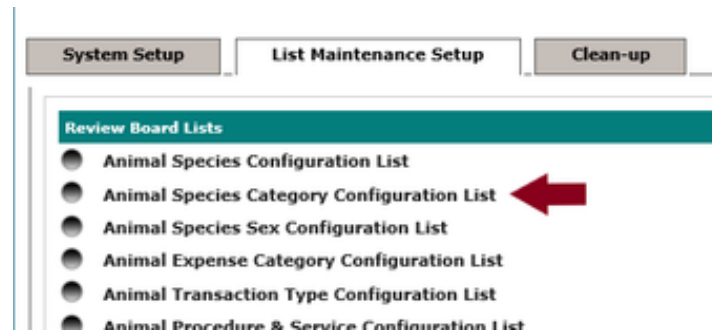 System Setup List Maintenance Setup Clean-up
Review Board Lists
Animal Species Configuration List
Animal Species Category Configuration List
Animal Species Sex Configuration List
Animal Expense Category Configuration List
Animal Transaction Type Configuration List
Animal Procedure & Service Configuration List